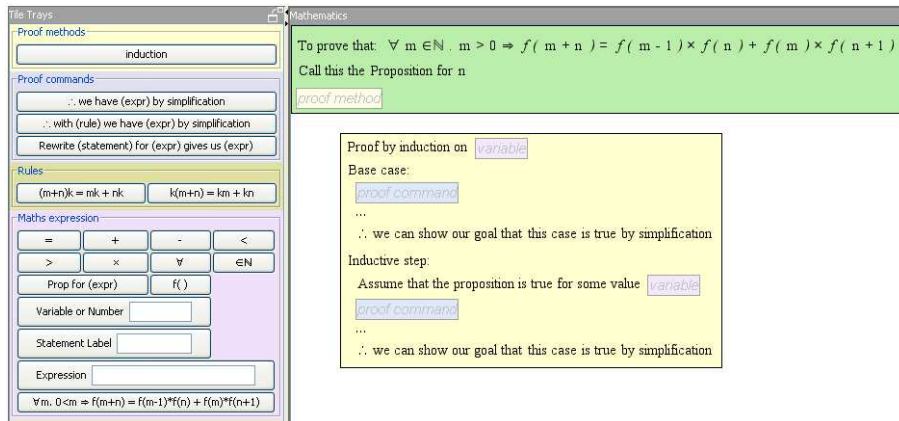 Tile Trays
Proof methods
induction
Proof commands
∴ we have (expr) by simplification
∴ with (rule) we have (expr) by simplification
Rewrite (statement) for (expr) gives us (expr)
Rules
(m+n)k = mk + nk k(m+n) = km + kn
Maths expression
= + - <
> × ∀ ∈ℕ
Prop for (expr) f( )
Variable or Number
Statement Label
Expression
∀m. 0<m ⇒ f(m+n) = f(m-1)*f(n) + f(m)*f(n+1)
Mathematics
To prove that: ∀ m ∈ℕ . m > 0 ⇒ f( m + n ) = f( m - 1 ) × f( n ) + f( m ) × f( n + 1 )
Call this the Proposition for n
proof method
Proof by induction on variable
Base case:
proof command
...
∴ we can show our goal that this case is true by simplification
Inductive step:
Assume that the proposition is true for some value variable
proof command
...
∴ we can show our goal that this case is true by simplification